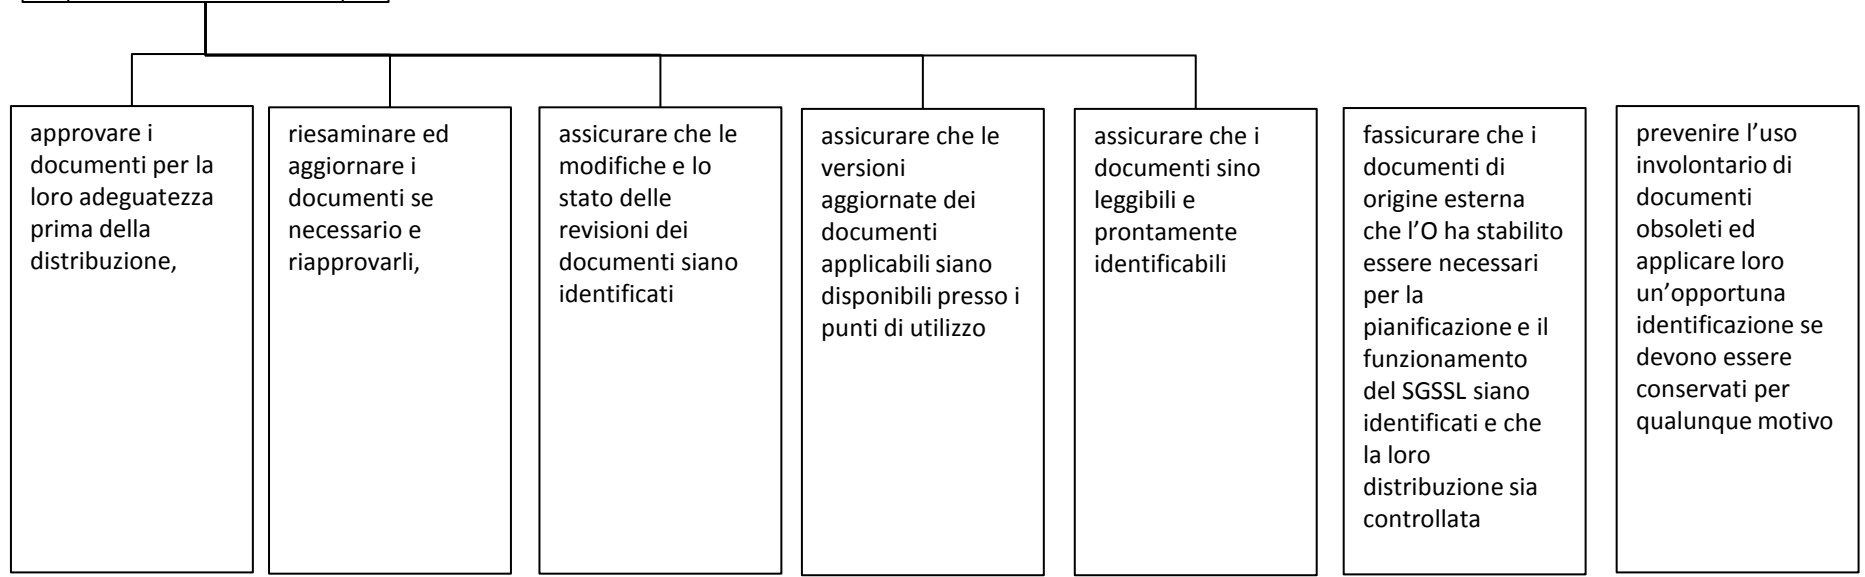 approvare i
documenti per la
loro adeguatezza
prima della
distribuzione,
riesaminare ed
aggiornare i
documenti se
necessario e
riapprovarli,
assicurare che le
modifiche e lo
stato delle
revisioni dei
documenti siano
identificati
assicurare che le
versioni
aggiornate dei
documenti
applicabili siano
disponibili presso i
punti di utilizzo
assicurare che i
documenti sino
leggibili e
prontamente
identificabili
fassicurare che i
documenti di
origine esterna
che l’O ha stabilito
essere necessari
per la
pianificazione e il
funzionamento
del SGSSL siano
identificati e che
la loro
distribuzione sia
controllata
prevenire l’uso
involontario di
documenti
obsoleti ed
applicare loro
un’opportuna
identificazione se
devono essere
conservati per
qualunque motivo